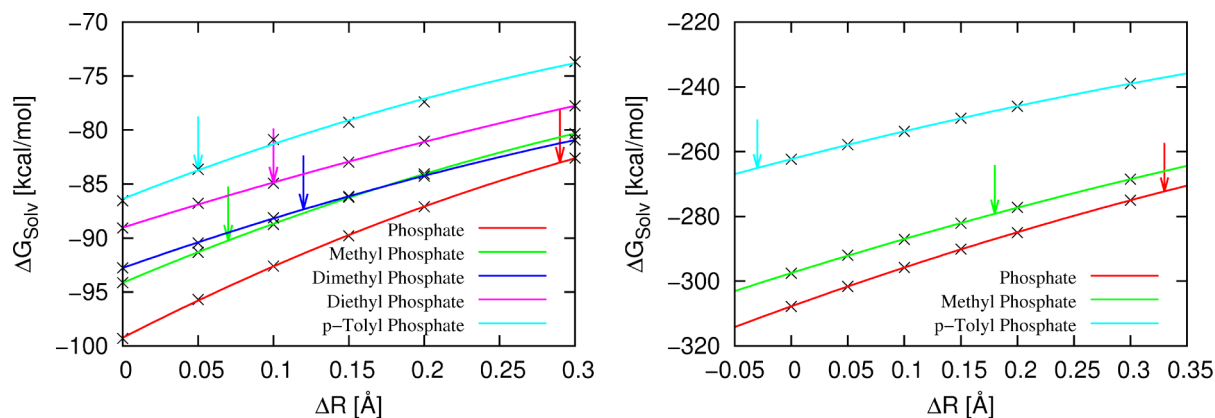 -70
-75
-80
-85
-90
-95
-100
ΔG_Solv [kcal/mol]
Phosphate
Methyl Phosphate
Dimethyl Phosphate
Diethyl Phosphate
p-Tolyl Phosphate
0 0.05 0.1 0.15 0.2 0.25 0.3
ΔR [Å]
-220
-240
-260
-280
-300
-320
ΔG_Solv [kcal/mol]
Phosphate
Methyl Phosphate
p-Tolyl Phosphate
-0.05 0 0.05 0.1 0.15 0.2 0.25 0.3 0.35
ΔR [Å]